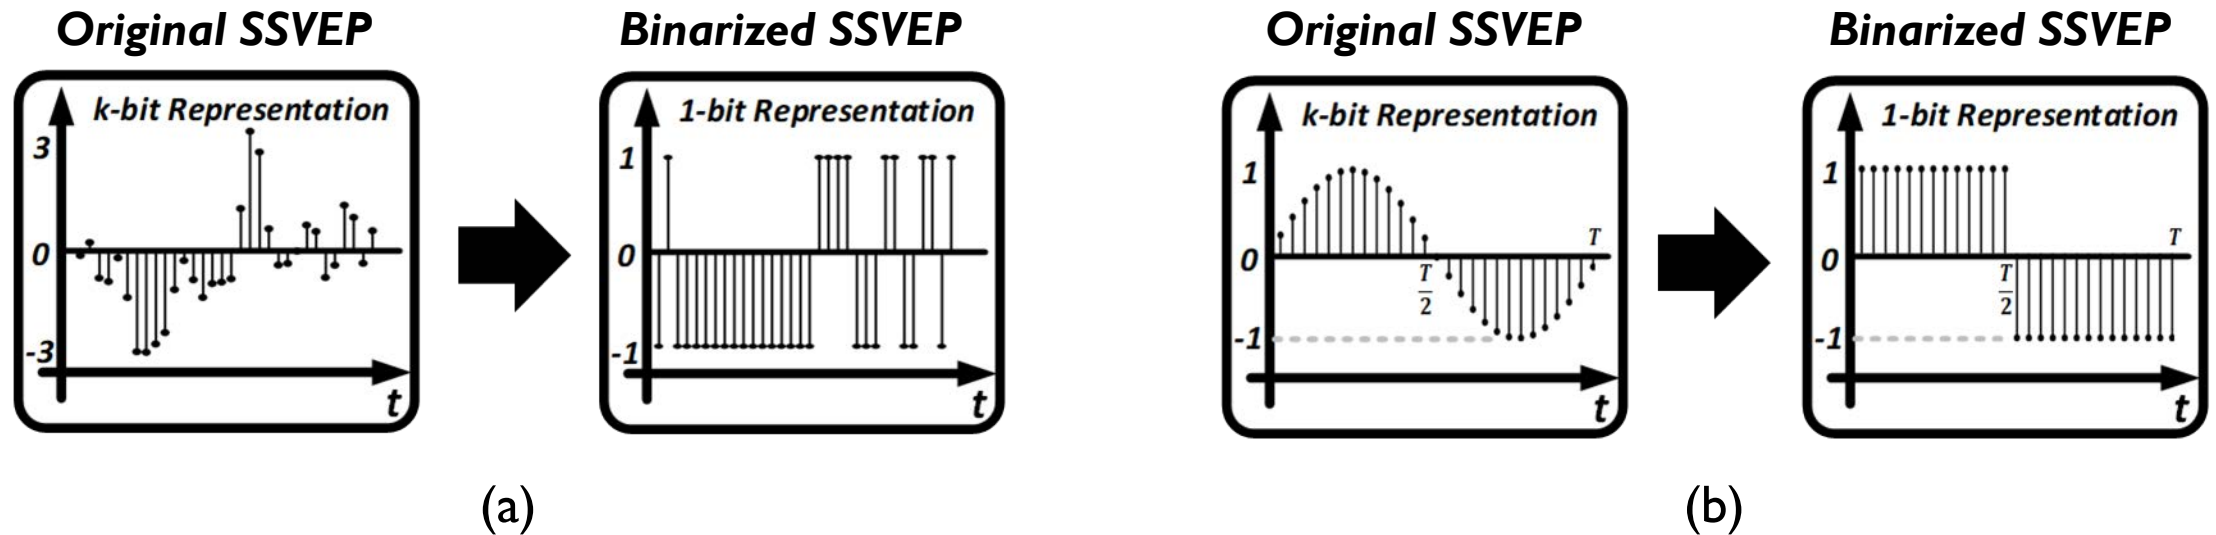 Original SSVEP
Binarized SSVEP
k-bit Representation
3
0
-3
t
1-bit Representation
1
0
-1
t
(a)
Original SSVEP
Binarized SSVEP
k-bit Representation
1
0
-1
T
2
T
t
1-bit Representation
1
0
-1
T
2
T
t
(b)